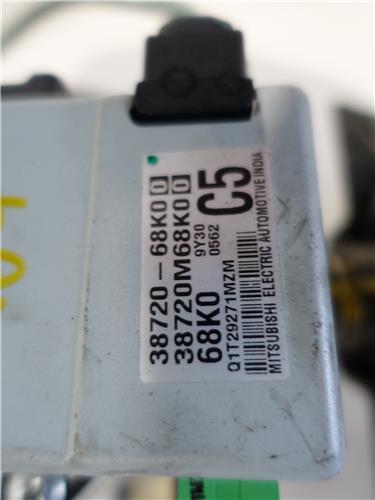 38720-68K00
38720M68K00
68K0
9Y30
0562
C5
Q1T29271MZM
MITSUBISHI ELECTRIC AUTOMOTIVE INDIA